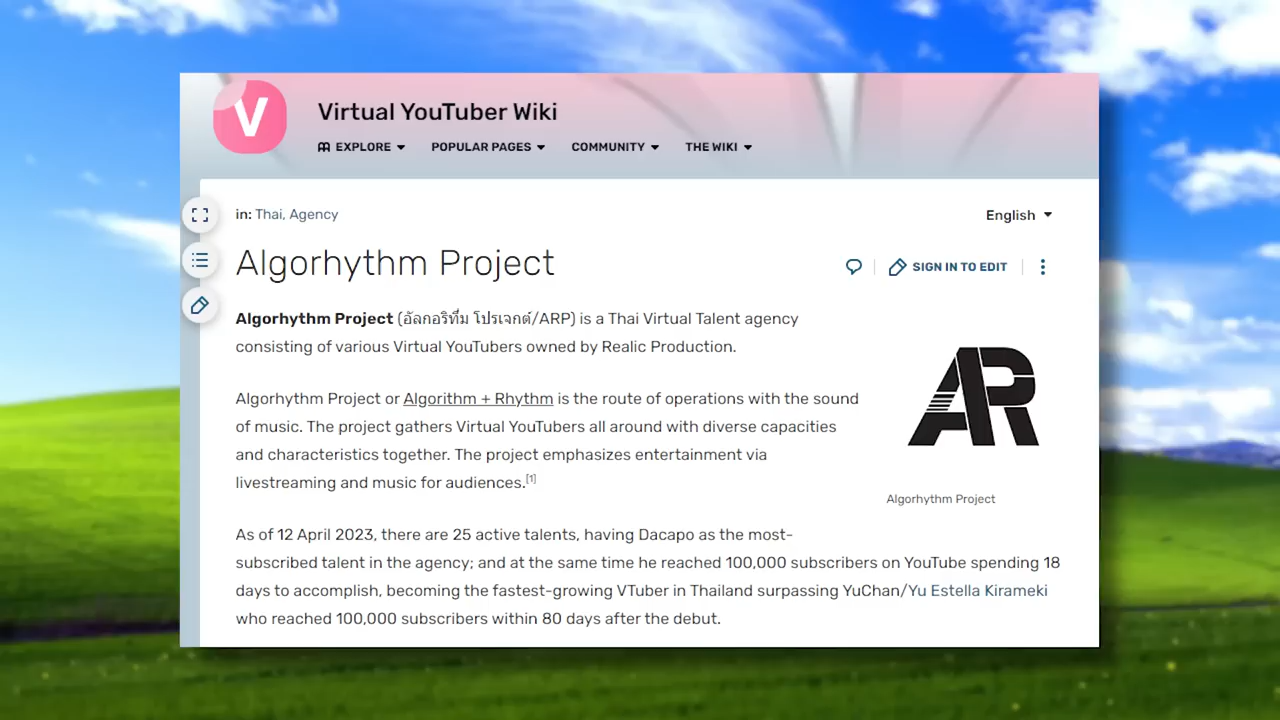 V
Virtual YouTuber Wiki
EXPLORE POPULAR PAGES COMMUNITY THE WIKI
in: Thai, Agency
English
Algorhythm Project
SIGN IN TO EDIT
Algorhythm Project (อัลกอริทึ่ม โปรเจกต์/ARP) is a Thai Virtual Talent agency
consisting of various Virtual YouTubers owned by Realic Production.
AR
Algorhythm Project or Algorithm + Rhythm is the route of operations with the sound
of music. The project gathers Virtual YouTubers all around with diverse capacities
and characteristics together. The project emphasizes entertainment via
livestreaming and music for audiences.[1]
Algorhythm Project
As of 12 April 2023, there are 25 active talents, having Dacapo as the most-
subscribed talent in the agency; and at the same time he reached 100,000 subscribers on YouTube spending 18
days to accomplish, becoming the fastest-growing VTuber in Thailand surpassing YuChan/Yu Estella Kirameki
who reached 100,000 subscribers within 80 days after the debut.